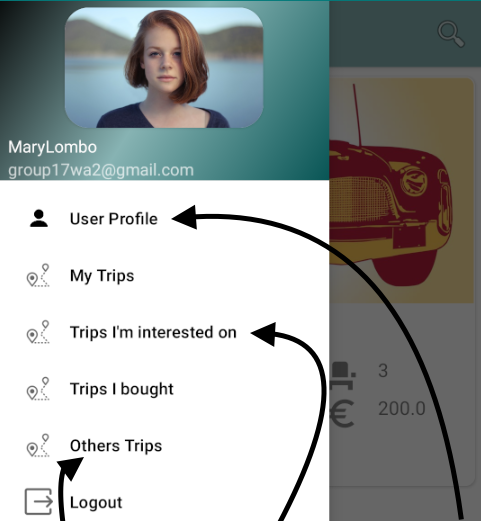 MaryLombo
group17wa2@gmail.com
User Profile
My Trips
Trips I'm interested on
3
Trips I bought
200.0
Others Trips
Logout